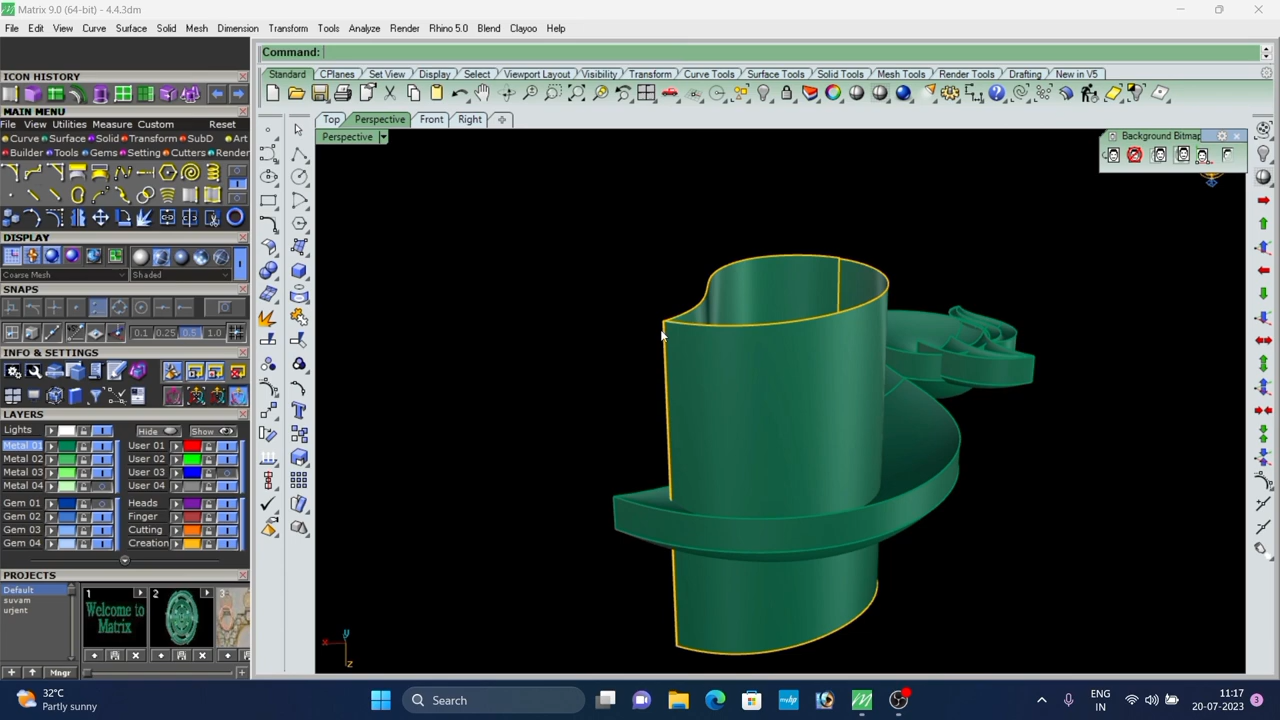 Matrix 9.0 (64-bit) - 4.4.3dm
File Edit View Curve Surface Solid Mesh Dimension Transform Tools Analyze Render Rhino 5.0 Blend Clayoo Help
Command:
ICON HISTORY
Standard CPlanes Set View Display Select Viewport Layout Visibility Transform Curve Tools Surface Tools Solid Tools Mesh Tools Render Tools Drafting New in V5
MAIN MENU
File View Utilities Measure Custom Reset
Curve Surface Solid Transform SubD Art
Builder Tools Gems Setting Cutters Render
Top Perspective Front Right
Perspective
Background Bitmap
DISPLAY
Coarse Mesh Shaded
SNAPS
0.1 0.25 0.5 1.0
INFO & SETTINGS
LAYERS
Lights Hide Show
Metal 01 User 01
Metal 02 User 02
Metal 03 User 03
Metal 04 User 04
Gem 01 Heads
Gem 02 Finger
Gem 03 Cutting
Gem 04 Creation
PROJECTS
Default
suvam
urjent
1 2 3
Welcome to Matrix
Mngr
x y z
32°C
Partly sunny
Search
ENG
IN
11:17
20-07-2023
3